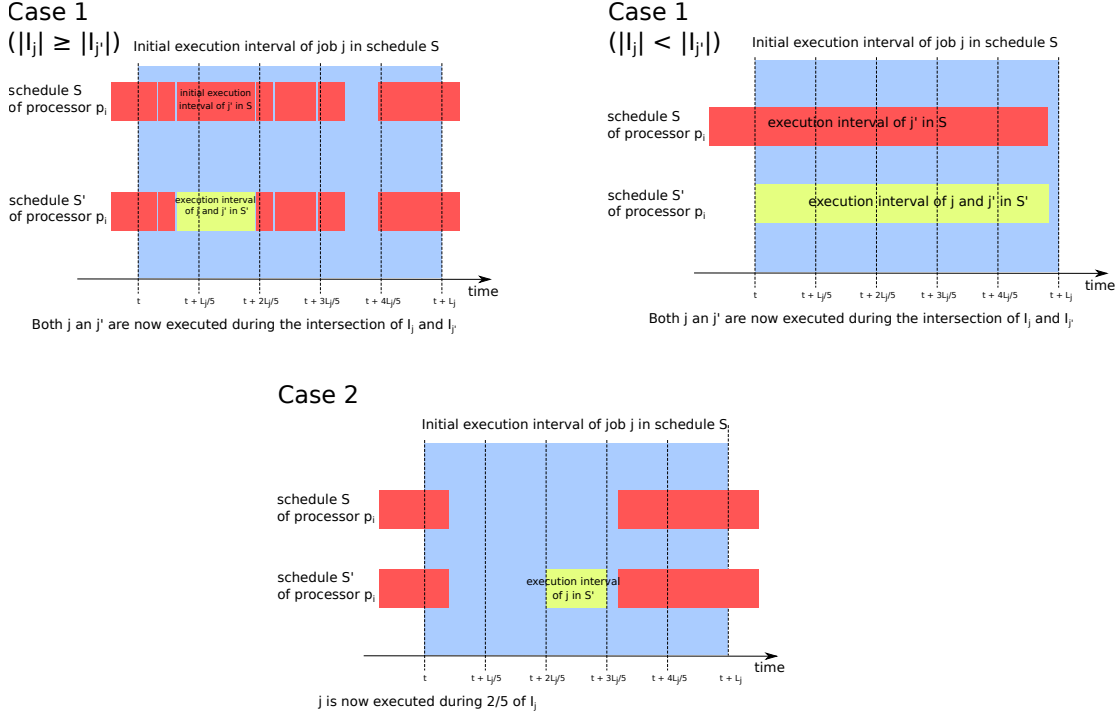 Case 1
(|Ij| ≥ |Ij'|)
Initial execution interval of job j in schedule S
schedule S
of processor pi
initial execution
interval of j' in S
schedule S'
of processor pi
execution interval
of j and j' in S'
time
t
t + Lj/5
t + 2Lj/5
t + 3Lj/5
t + 4Lj/5
t + Lj
Both j an j' are now executed during the intersection of Ij and Ij'
Case 1
(|Ij| < |Ij'|)
Initial execution interval of job j in schedule S
schedule S
of processor pi
execution interval of j' in S
schedule S'
of processor pi
execution interval of j and j' in S'
time
t
t + Lj/5
t + 2Lj/5
t + 3Lj/5
t + 4Lj/5
t + Lj
Both j an j' are now executed during the intersection of Ij and Ij'
Case 2
Initial execution interval of job j in schedule S
schedule S
of processor pi
schedule S'
of processor pi
execution interval
of j in S'
time
t
t + Lj/5
t + 2Lj/5
t + 3Lj/5
t + 4Lj/5
t + Lj
j is now executed during 2/5 of Ij